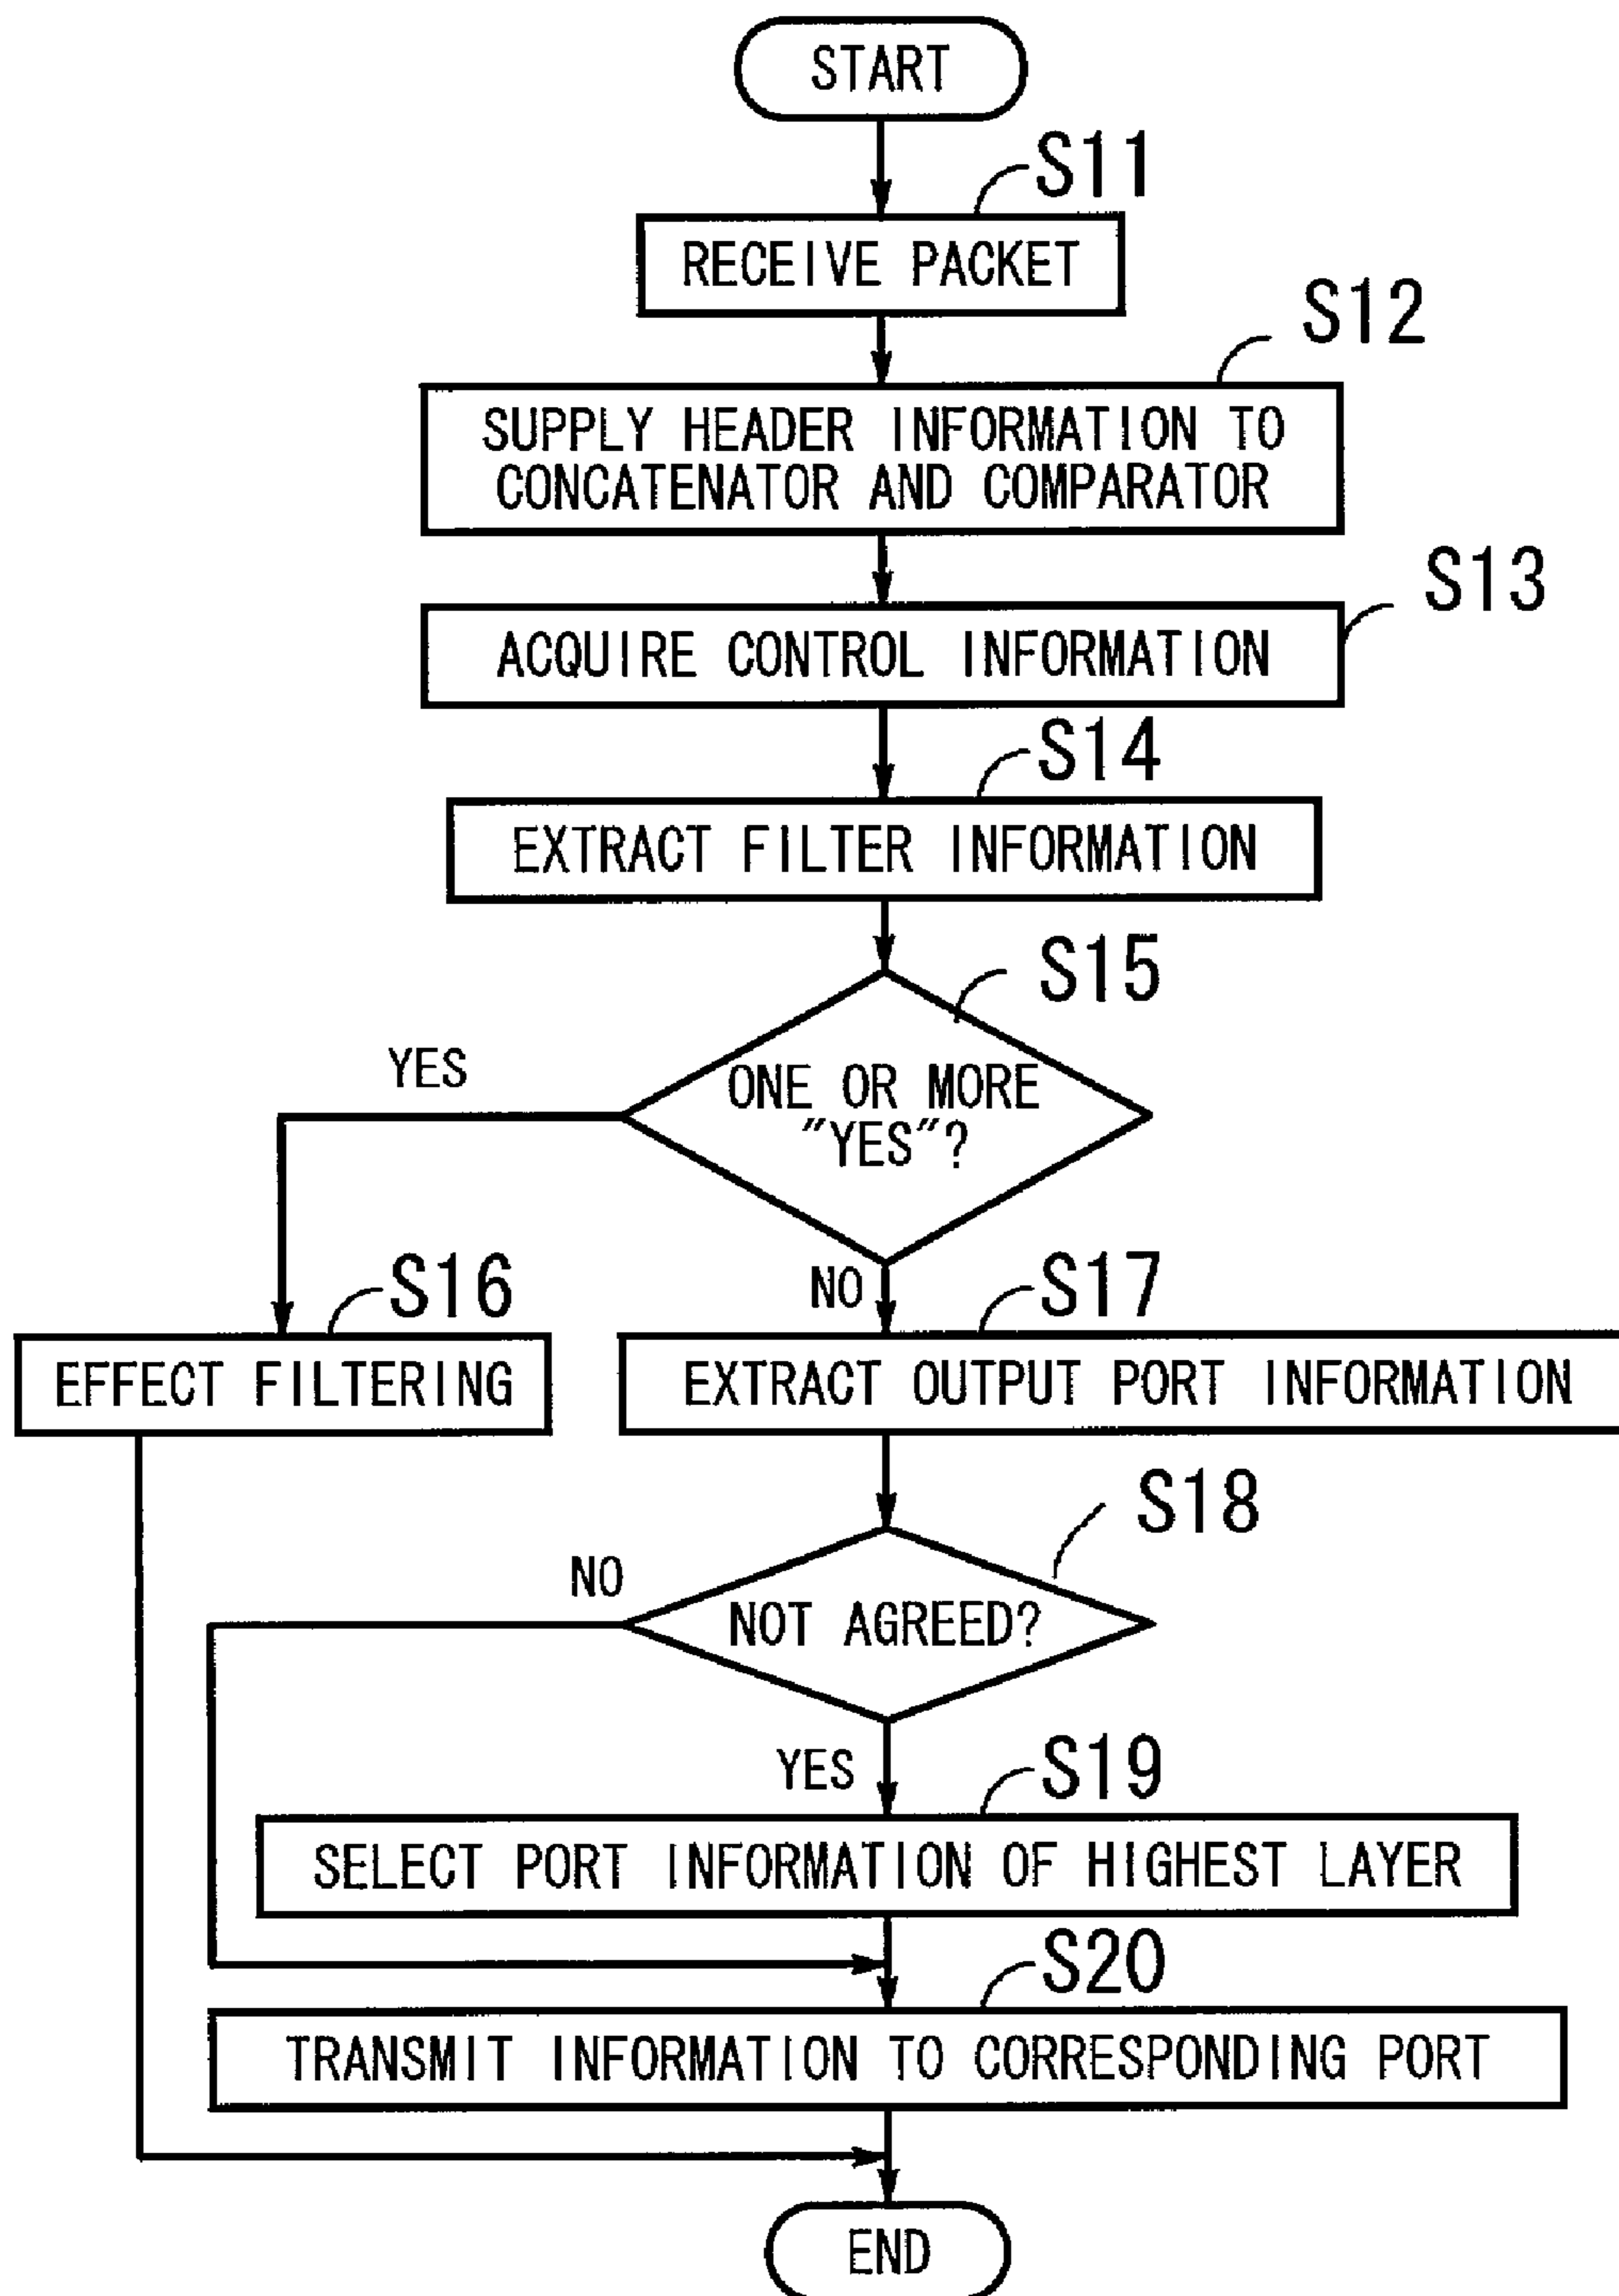 START
S11
RECEIVE PACKET
S12
SUPPLY HEADER INFORMATION TO
CONCATENATOR AND COMPARATOR
S13
ACQUIRE CONTROL INFORMATION
S14
EXTRACT FILTER INFORMATION
S15
YES
ONE OR MORE
"YES"?
S16
NO
S17
EFFECT FILTERING
EXTRACT OUTPUT PORT INFORMATION
S18
NO
NOT AGREED?
YES
S19
SELECT PORT INFORMATION OF HIGHEST LAYER
S20
TRANSMIT INFORMATION TO CORRESPONDING PORT
END